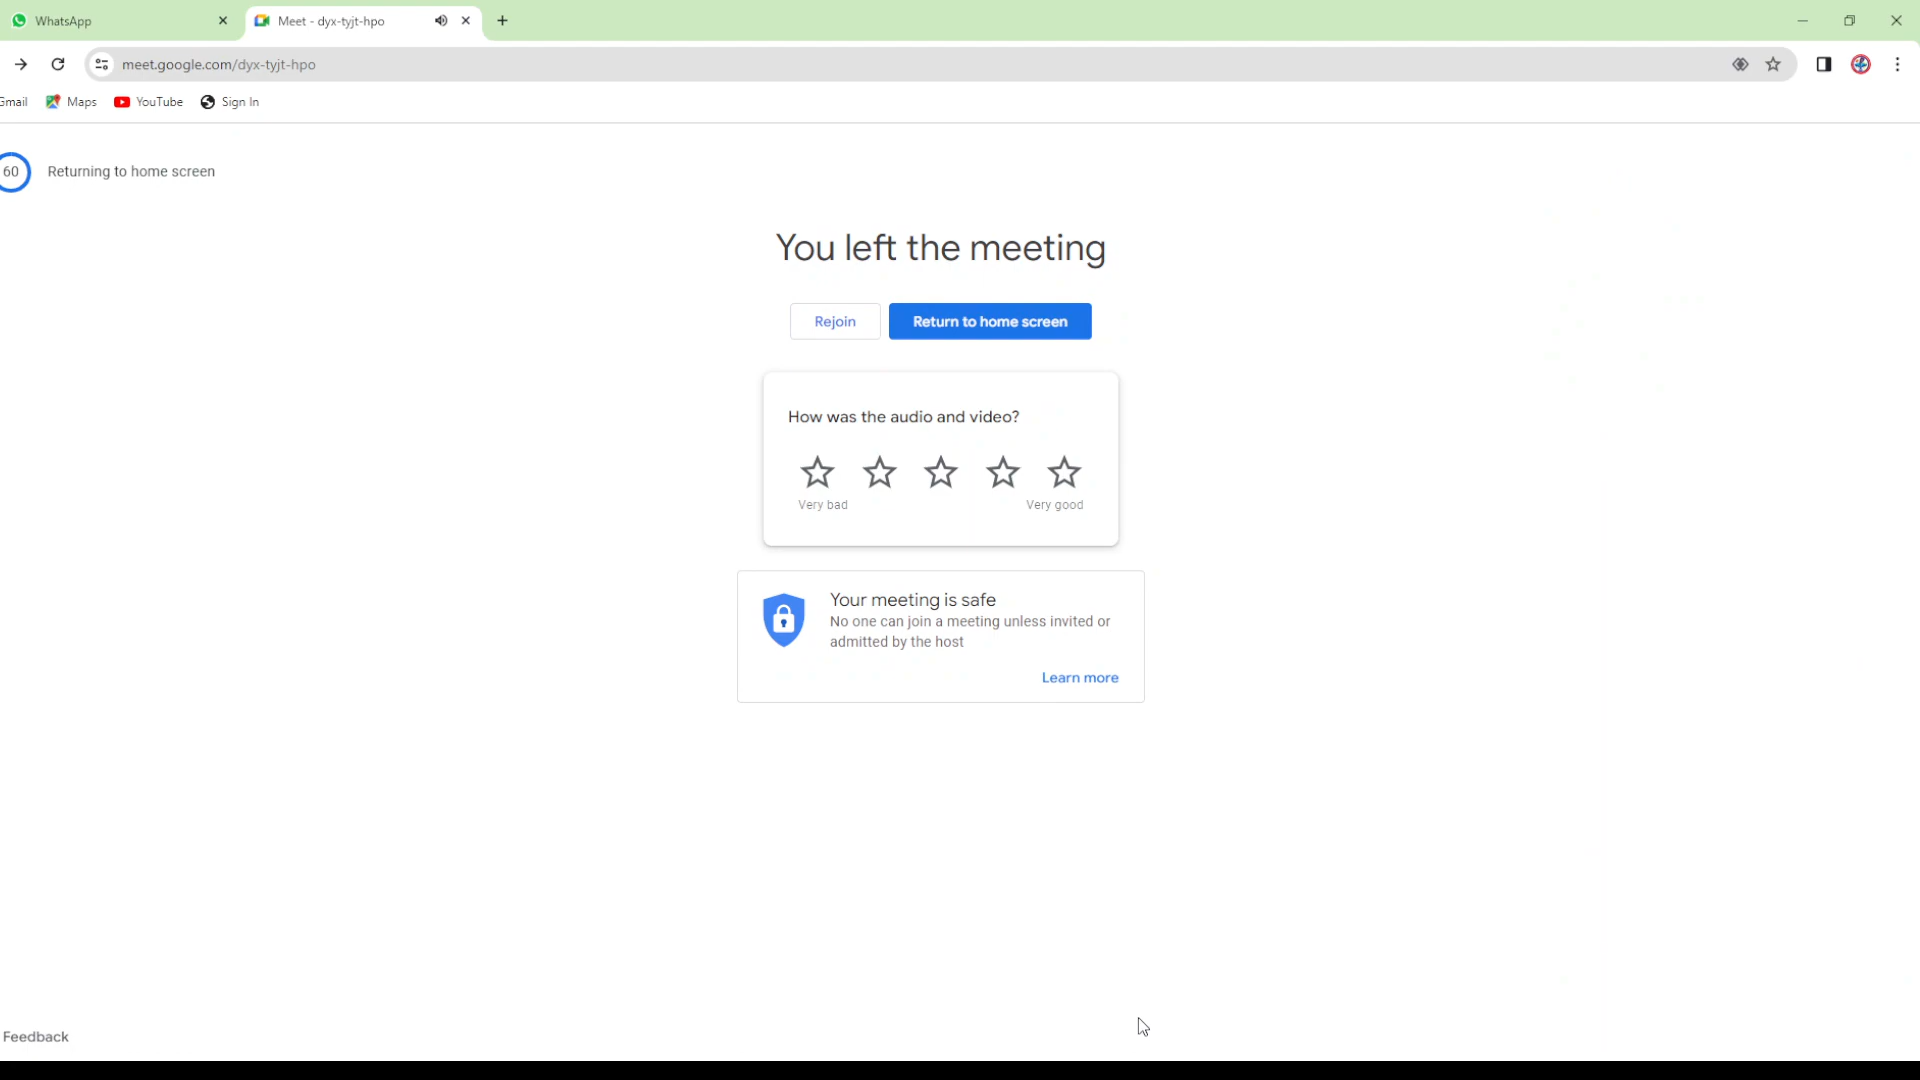 WhatsApp
Meet - dyx-tyjt-hpo
meet.google.com/dyx-tyjt-hpo
Gmail Maps YouTube Sign In
60 Returning to home screen
You left the meeting
Rejoin Return to home screen
How was the audio and video?
Very bad Very good
Your meeting is safe
No one can join a meeting unless invited or
admitted by the host
Learn more
Feedback